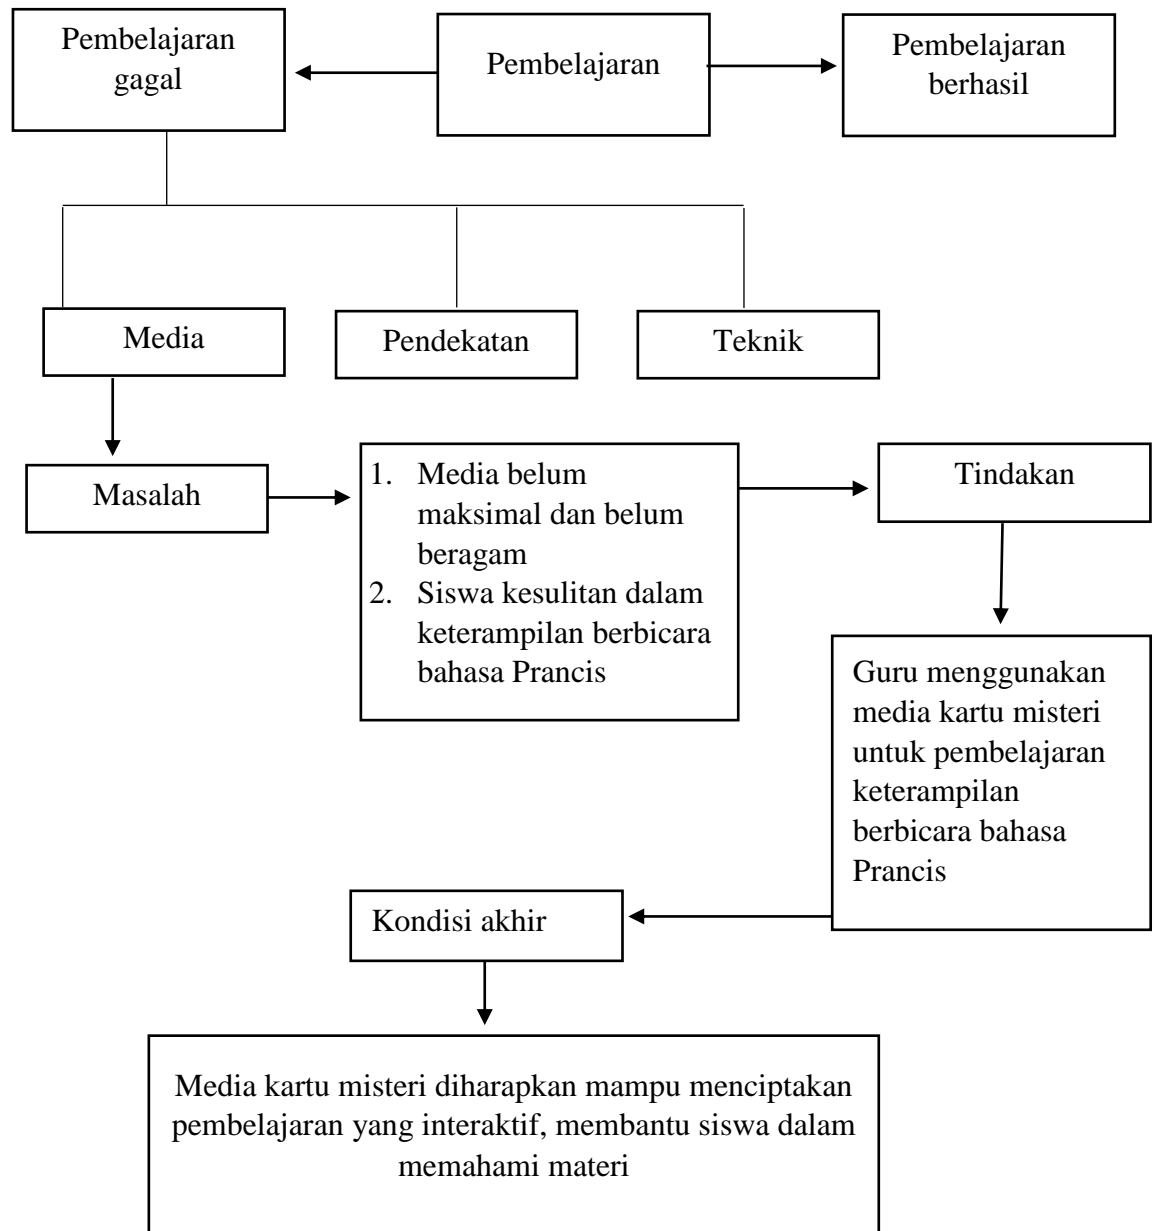 Pembelajaran
gagal
Pembelajaran
Pembelajaran
berhasil
Media
Pendekatan
Teknik
Masalah
1. Media belum
maksimal dan belum
beragam
2. Siswa kesulitan dalam
keterampilan berbicara
bahasa Prancis
Tindakan
Guru menggunakan
media kartu misteri
untuk pembelajaran
keterampilan
berbicara bahasa
Prancis
Kondisi akhir
Media kartu misteri diharapkan mampu menciptakan
pembelajaran yang interaktif, membantu siswa dalam
memahami materi